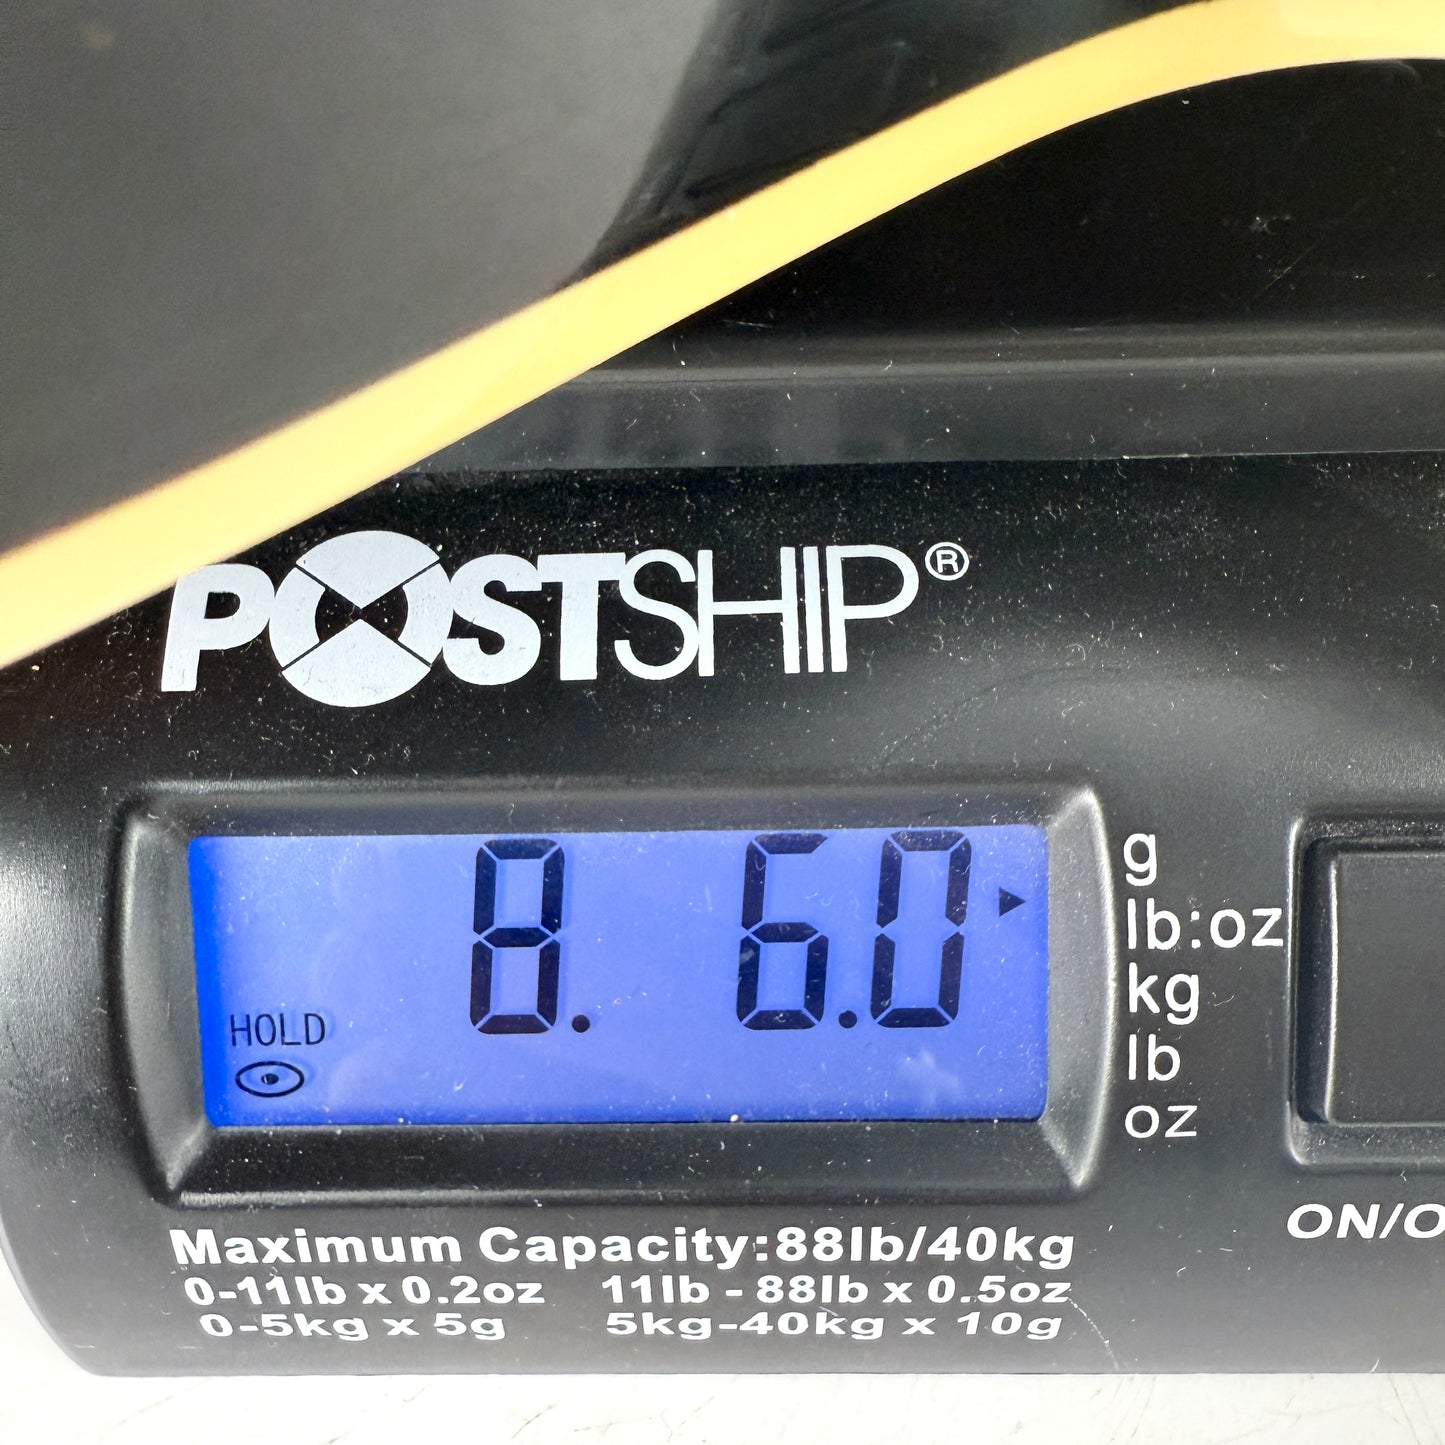 POSTSHIP®
8. 6.0
HOLD
g
lb:oz
kg
lb
oz
ON/O
Maximum Capacity:88lb/40kg
0-11lb x 0.2oz 11lb - 88lb x 0.5oz
0-5kg x 5g 5kg-40kg x 10g